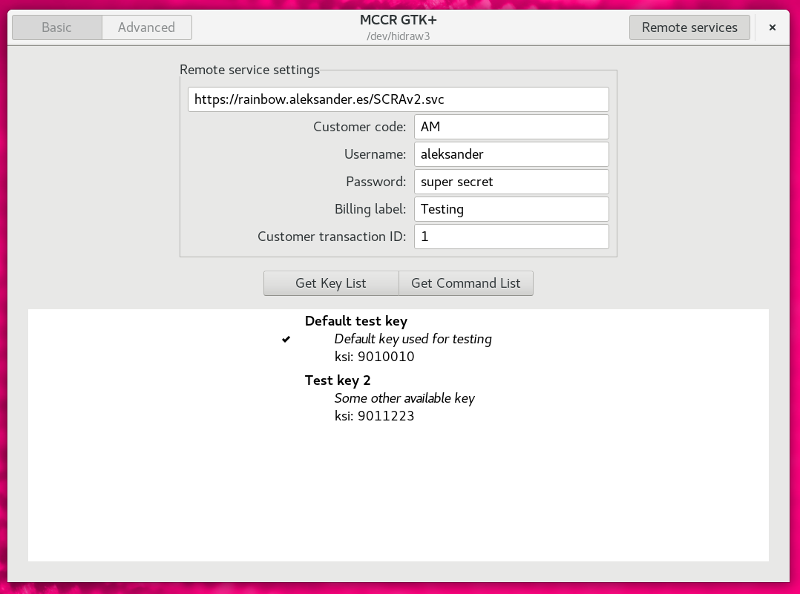 Basic Advanced MCCR GTK+ Remote services ×
/dev/hidraw3
Remote service settings
https://rainbow.aleksander.es/SCRAv2.svc
Customer code: AM
Username: aleksander
Password: super secret
Billing label: Testing
Customer transaction ID: 1
Get Key List Get Command List
Default test key
Default key used for testing
ksi: 9010010
Test key 2
Some other available key
ksi: 9011223